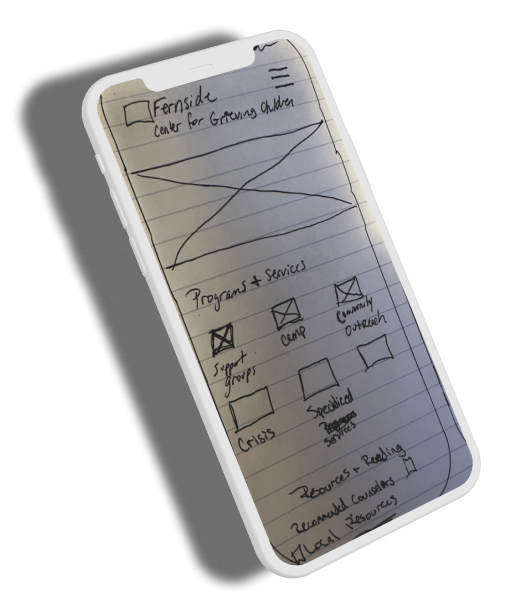 Fernside
Center for Grieving Children
Programs + Services
Support
groups
Camp
Community
Outreach
Crisis
Specialized
Services
Resources + Reading
Recommended Counselors
Local Resources